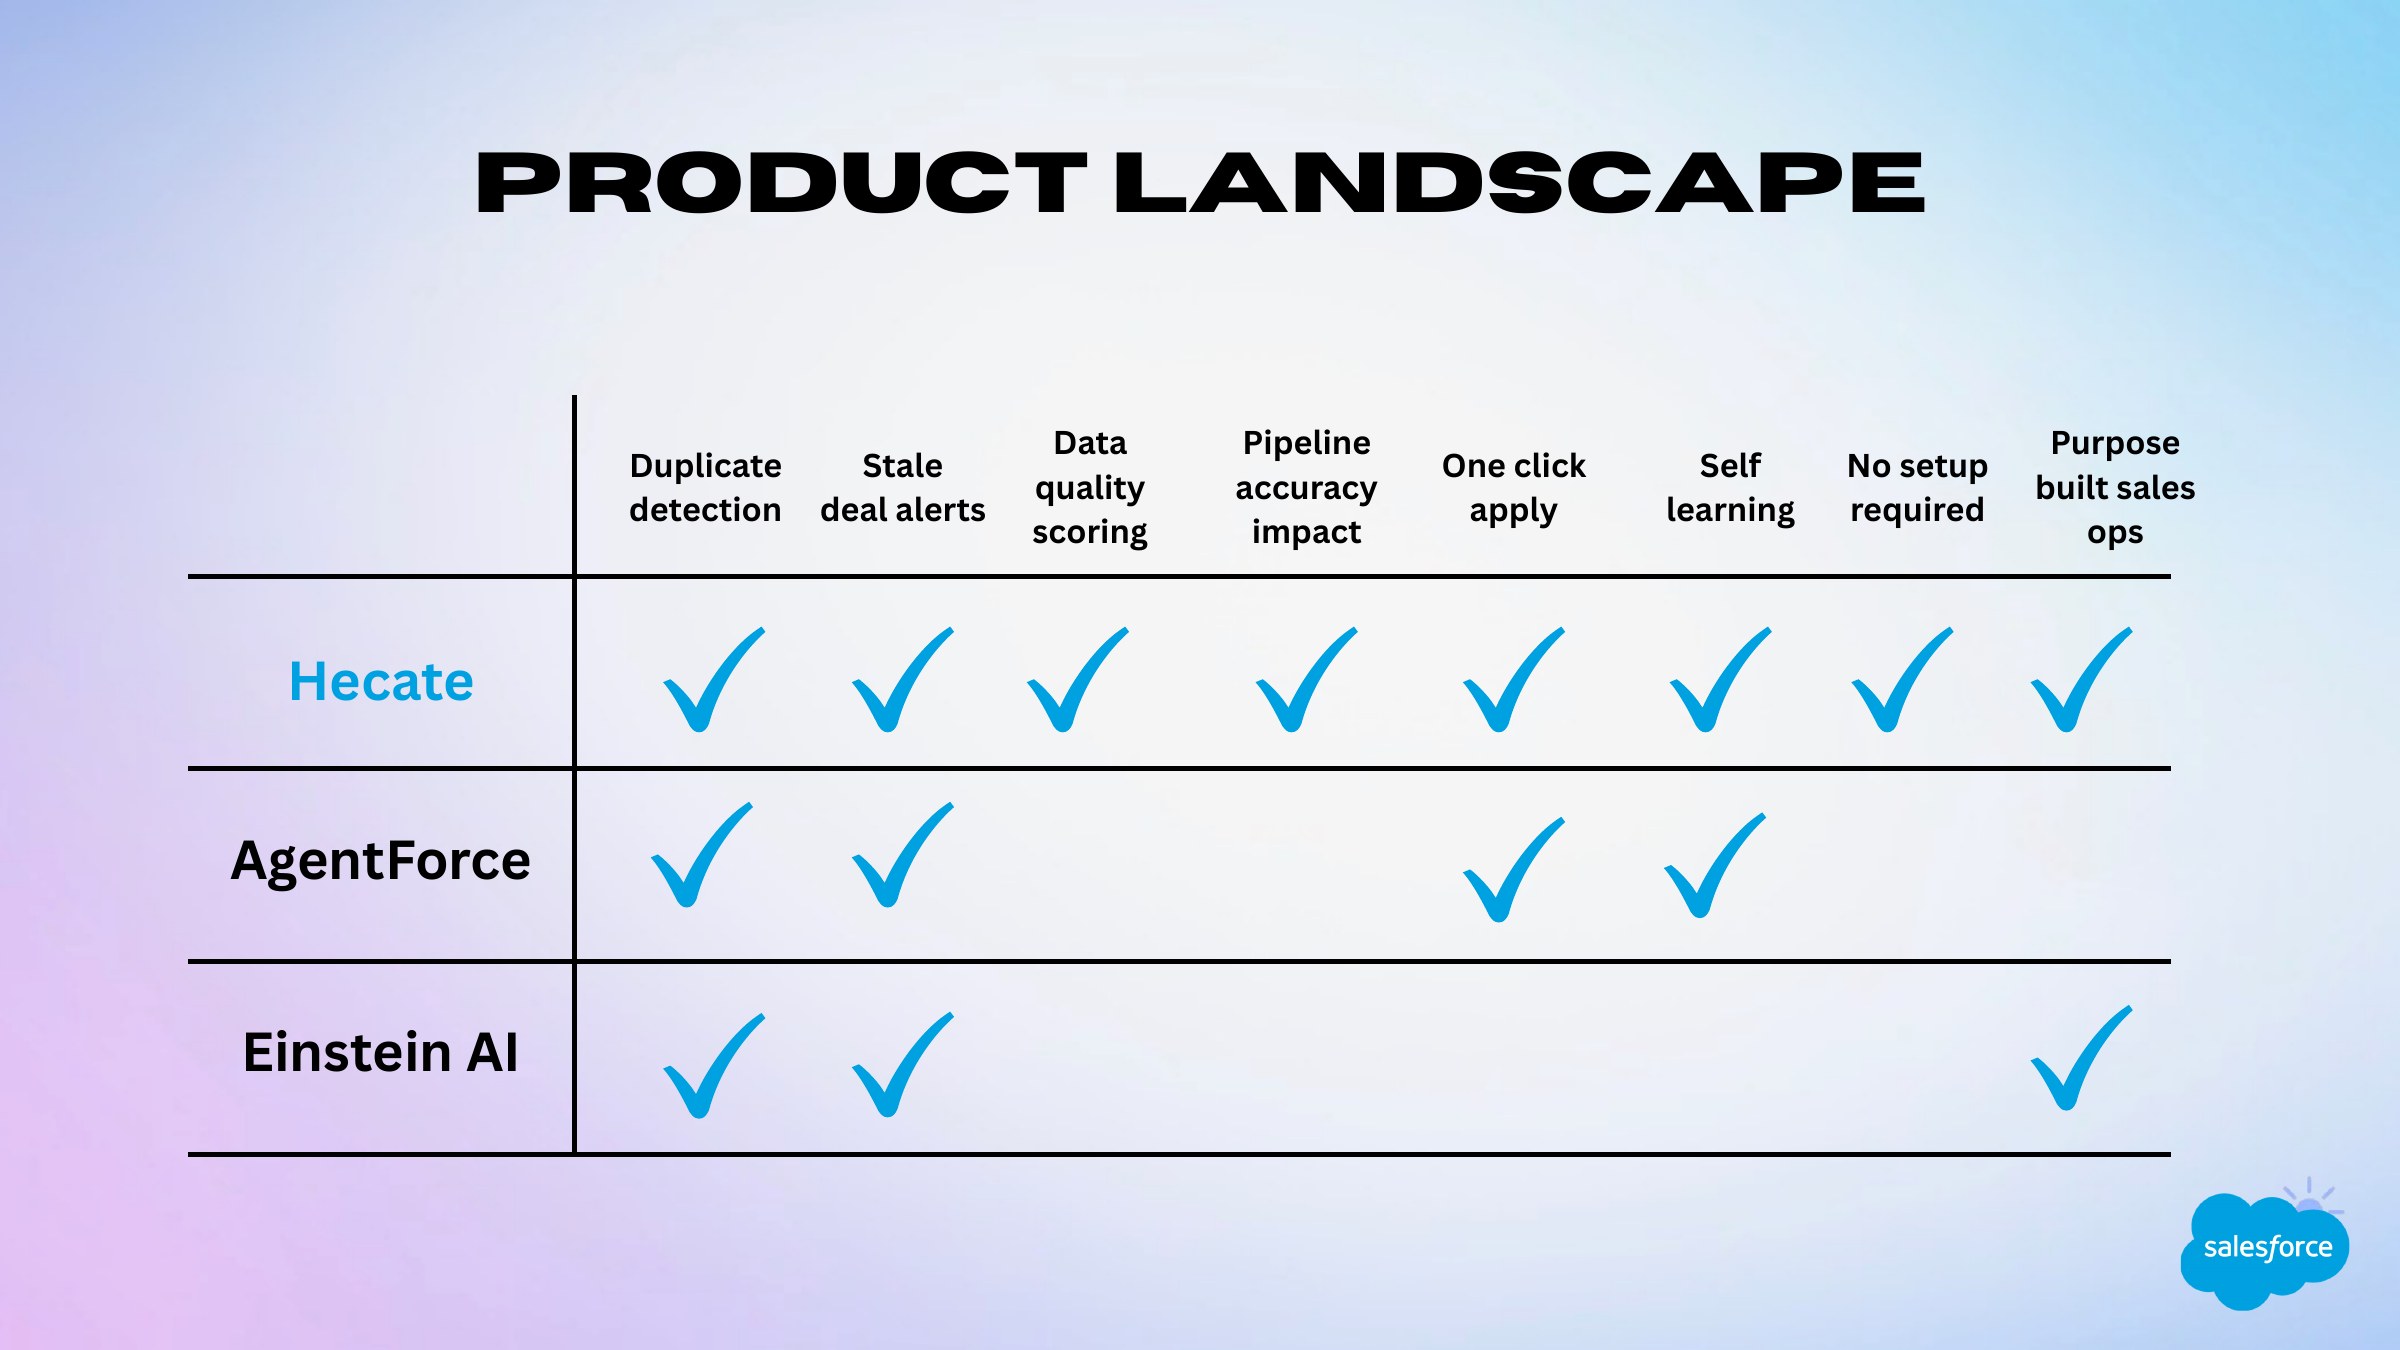 PRODUCT LANDSCAPE
Duplicate
detection
Stale
deal alerts
Data
quality
scoring
Pipeline
accuracy
impact
One click
apply
Self
learning
No setup
required
Purpose
built sales
ops
Hecate
AgentForce
Einstein AI
salesforce